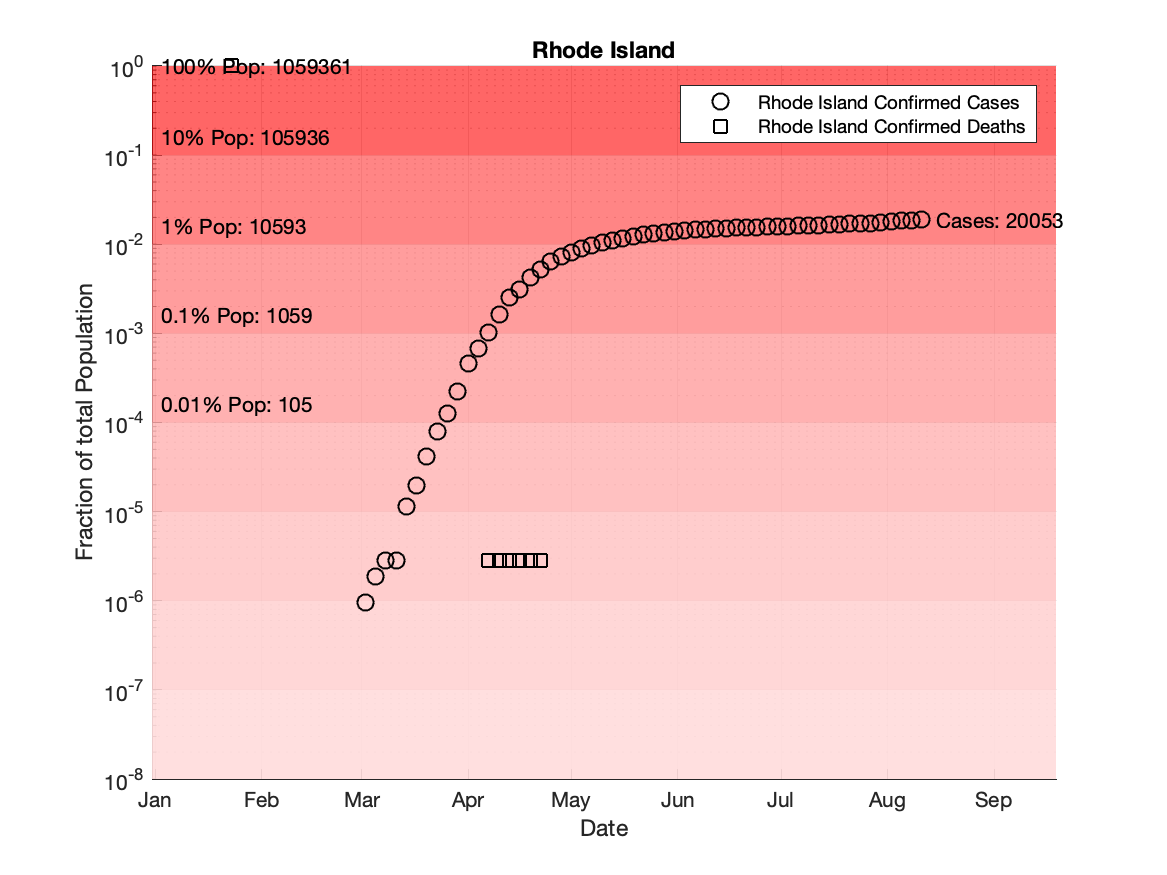 Rhode Island
10^0
100% Pop: 1059361
Rhode Island Confirmed Cases
Rhode Island Confirmed Deaths
10% Pop: 105936
10^-1
1% Pop: 10593
Cases: 20053
10^-2
0.1% Pop: 1059
10^-3
0.01% Pop: 105
10^-4
10^-5
10^-6
10^-7
10^-8
Fraction of total Population
Jan Feb Mar Apr May Jun Jul Aug Sep
Date